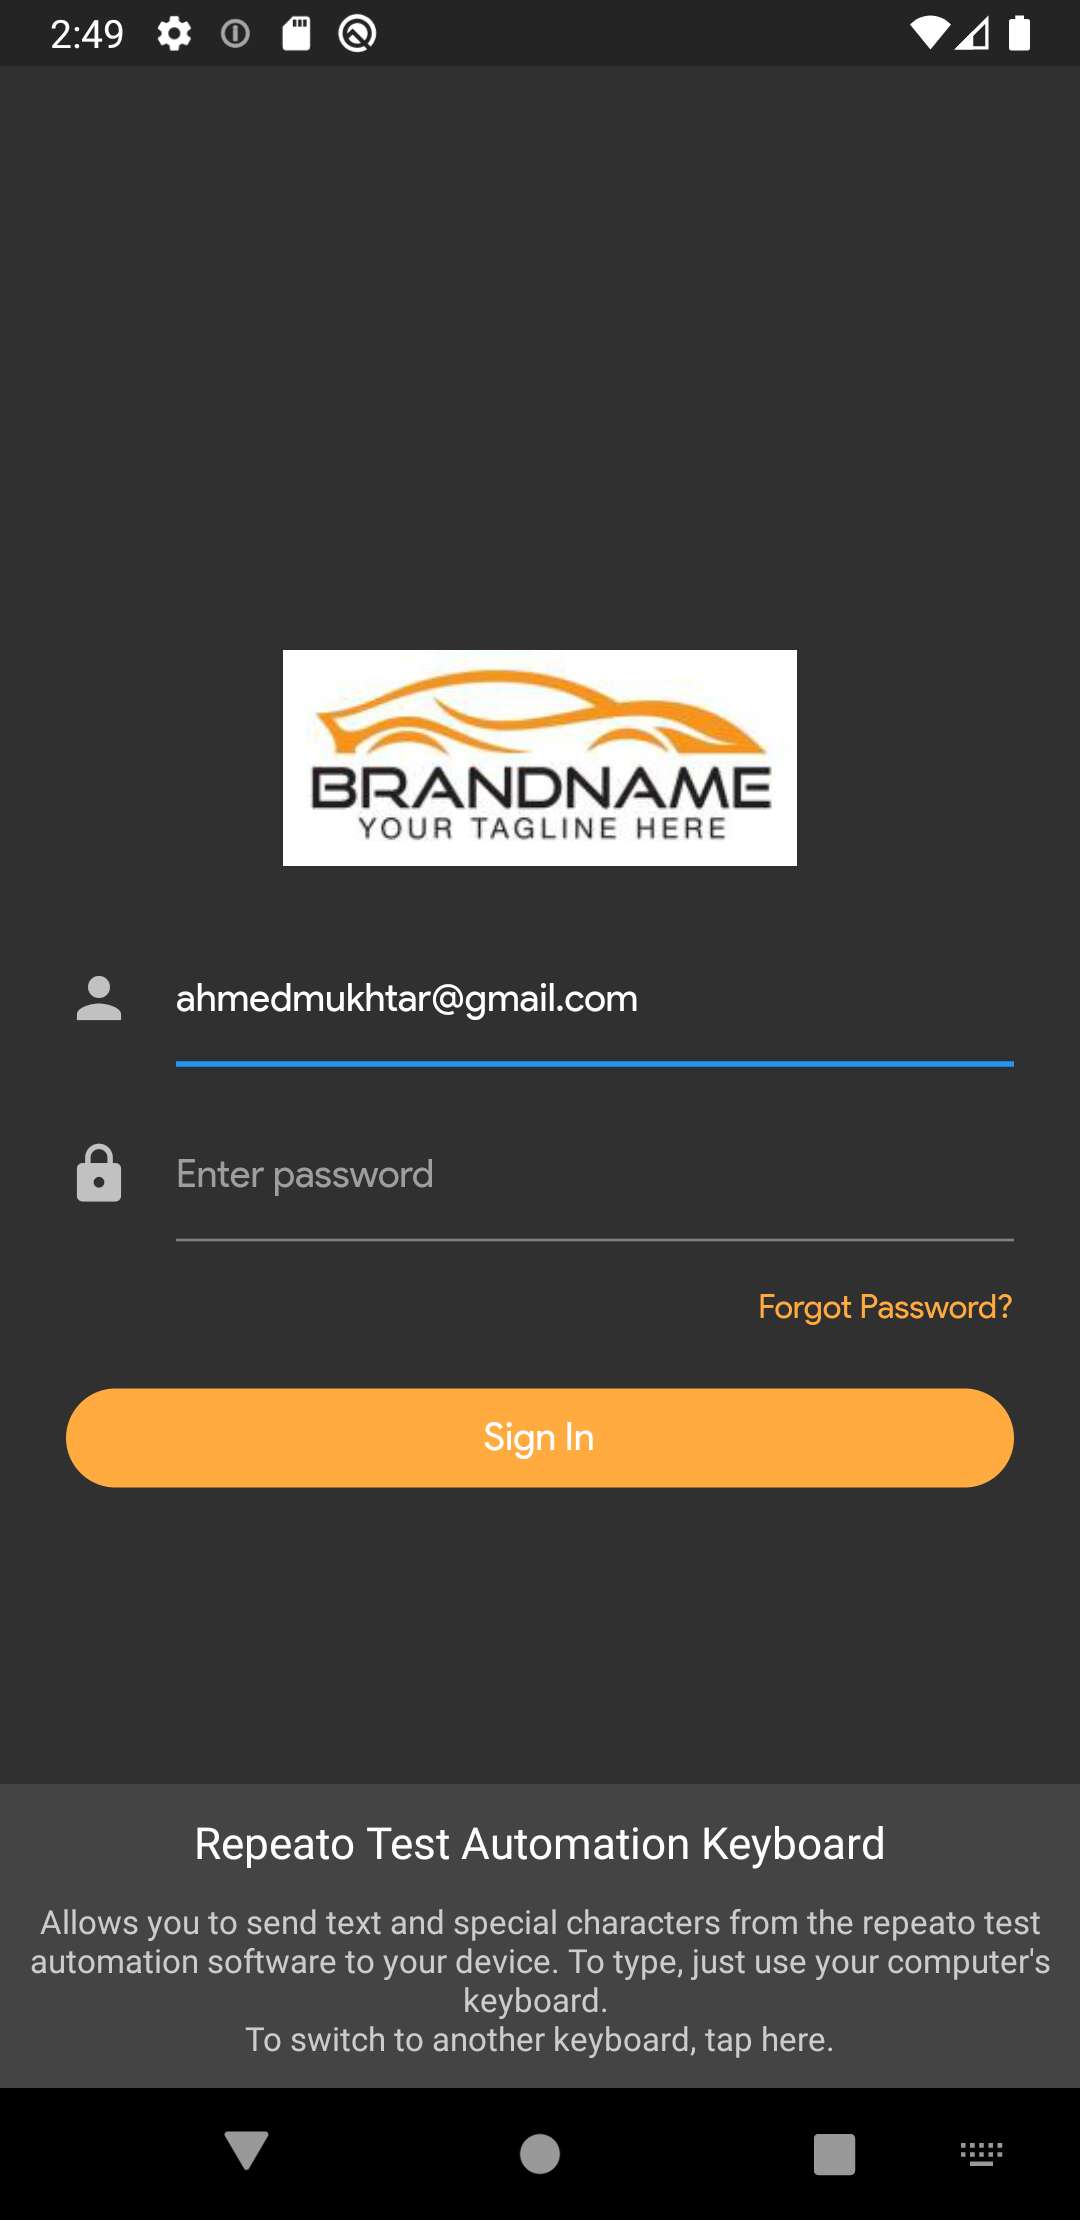 2:49
BRANDNAME
YOUR TAGLINE HERE
ahmedmukhtar@gmail.com
Enter password
Forgot Password?
Sign In
Repeato Test Automation Keyboard
Allows you to send text and special characters from the repeato test
automation software to your device. To type, just use your computer's
keyboard.
To switch to another keyboard, tap here.